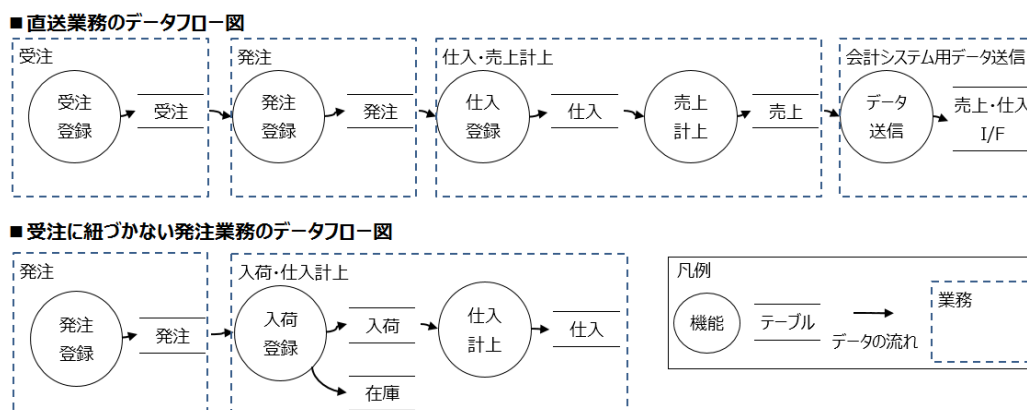 ■直送業務のデータフロー図
受注
受注
登録
受注
発注
発注
登録
発注
仕入・売上計上
仕入
登録
仕入
売上
計上
売上
会計システム用データ送信
データ
送信
売上・仕入
I/F
■受注に紐づかない発注業務のデータフロー図
発注
発注
登録
発注
入荷・仕入計上
入荷
登録
入荷
在庫
仕入
計上
仕入
凡例
機能
テーブル
データの流れ
業務